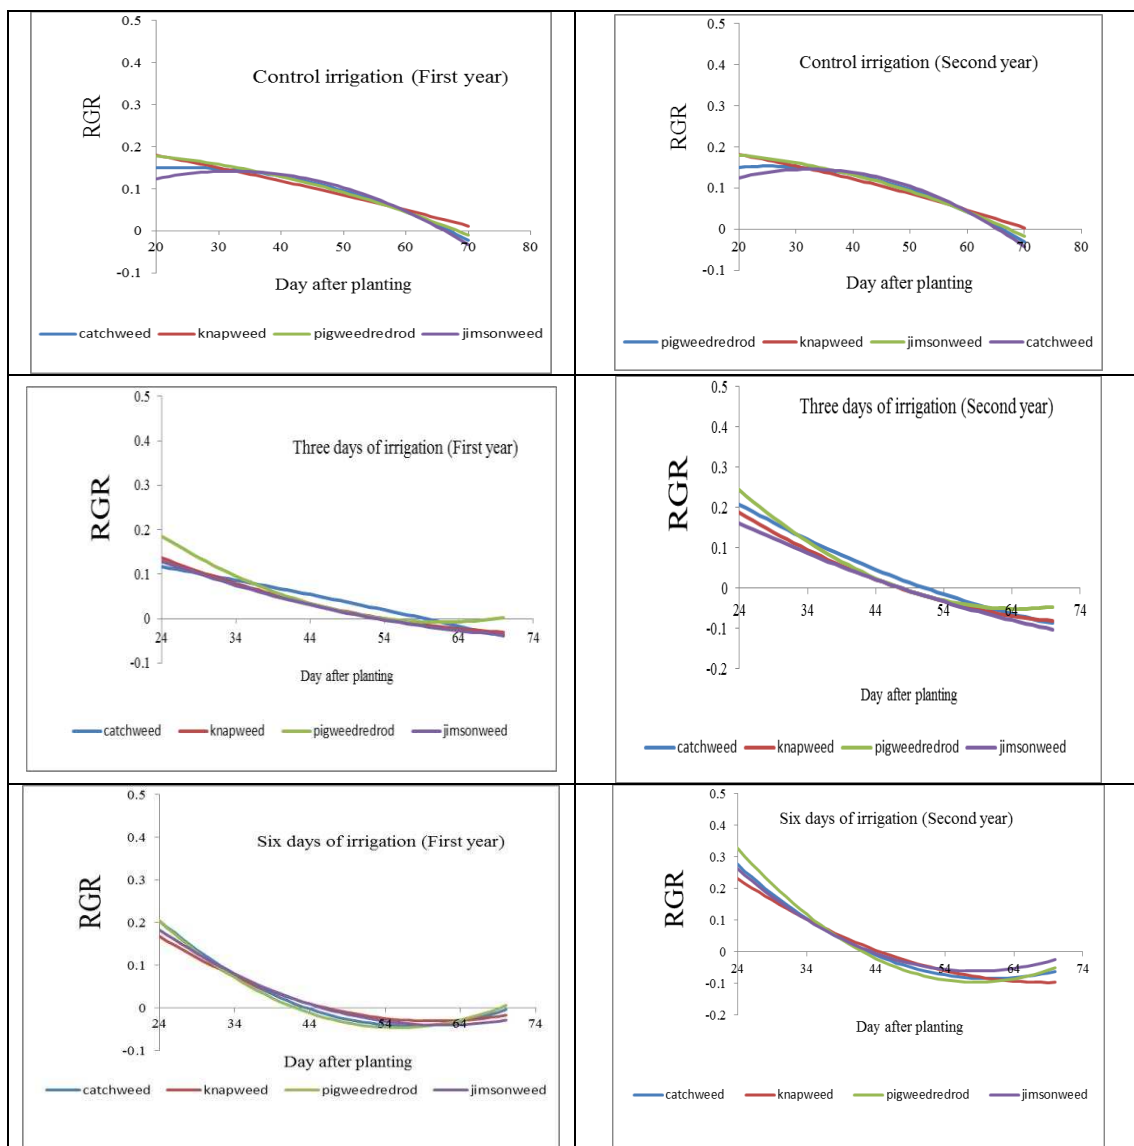 0.5
0.4
0.3
0.2
0.1
0
-0.1
RGR
Control irrigation (First year)
20 30 40 50 60 70 80
Day after planting
catchweed knapweed pigweedredrod jimsonweed
0.5
0.4
0.3
0.2
0.1
0
-0.1
RGR
Control irrigation (Second year)
20 30 40 50 60 70 80
Day after planting
pigweedredrod knapweed jimsonweed catchweed
0.5
0.4
0.3
0.2
0.1
0
-0.1
RGR
Three days of irrigation (First year)
24 34 44 54 64 74
Day after planting
catchweed knapweed pigweedredrod jimsonweed
0.5
0.4
0.3
0.2
0.1
0
-0.1
-0.2
RGR
Three days of irrigation (Second year)
24 34 44 54 64 74
Day after planting
catchweed knapweed pigweedredrod jimsonweed
0.5
0.4
0.3
0.2
0.1
0
-0.1
RGR
Six days of irrigation (First year)
24 34 44 54 64 74
Day after planting
catchweed knapweed pigweedredrod jimsonweed
0.5
0.4
0.3
0.2
0.1
0
-0.1
-0.2
RGR
Six days of irrigation (Second year)
24 34 44 54 64 74
Day after planting
catchweed knapweed pigweedredrod jimsonweed